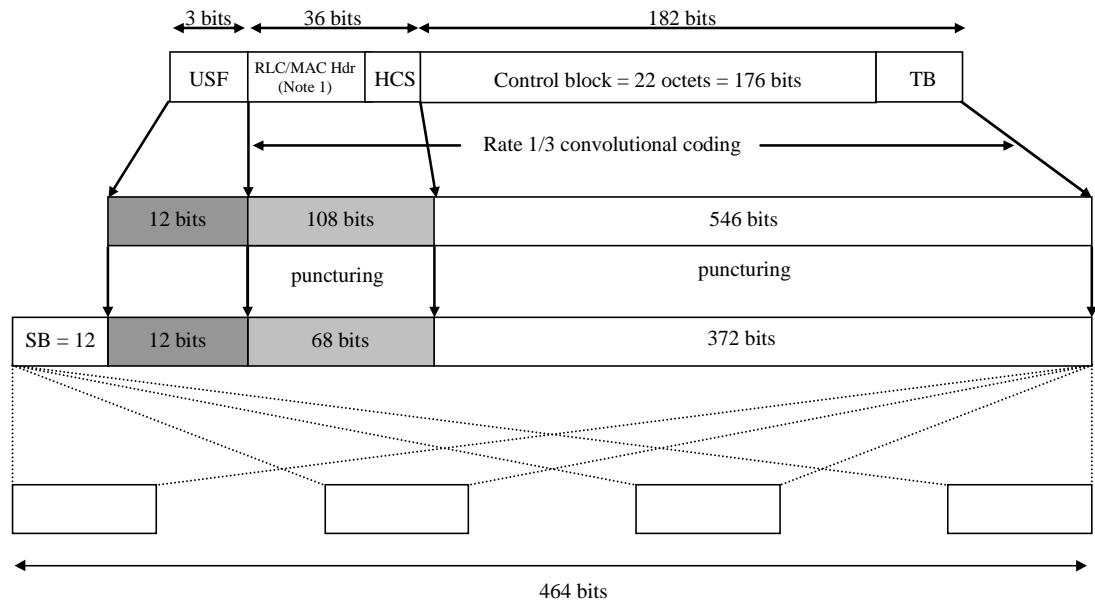 3 bits
36 bits
182 bits
USF
RLC/MAC Hdr
(Note 1)
HCS
Control block = 22 octets = 176 bits
TB
Rate 1/3 convolutional coding
12 bits
108 bits
546 bits
puncturing
puncturing
SB = 12
12 bits
68 bits
372 bits
464 bits